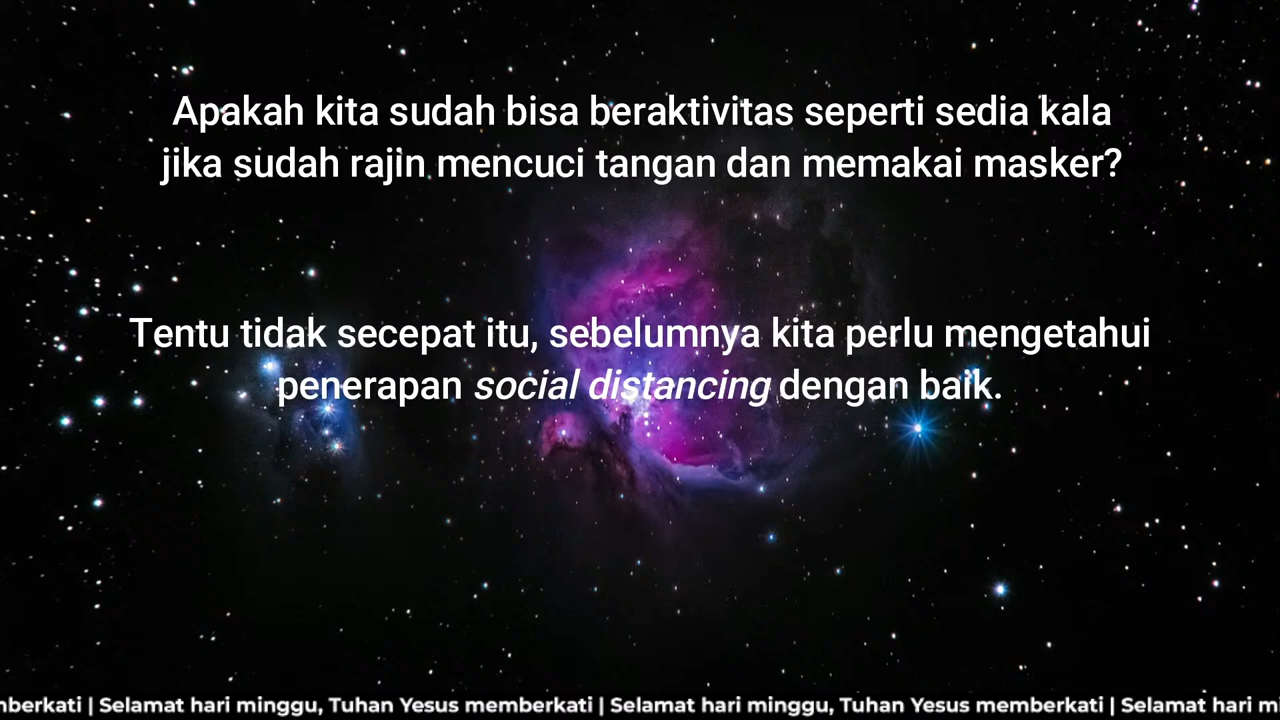 Apakah kita sudah bisa beraktivitas seperti sedia kala
jika sudah rajin mencuci tangan dan memakai masker?
Tentu tidak secepat itu, sebelumnya kita perlu mengetahui
penerapan social distancing dengan baik.
mberkati | Selamat hari minggu, Tuhan Yesus memberkati | Selamat hari minggu, Tuhan Yesus memberkati | Selamat hari m